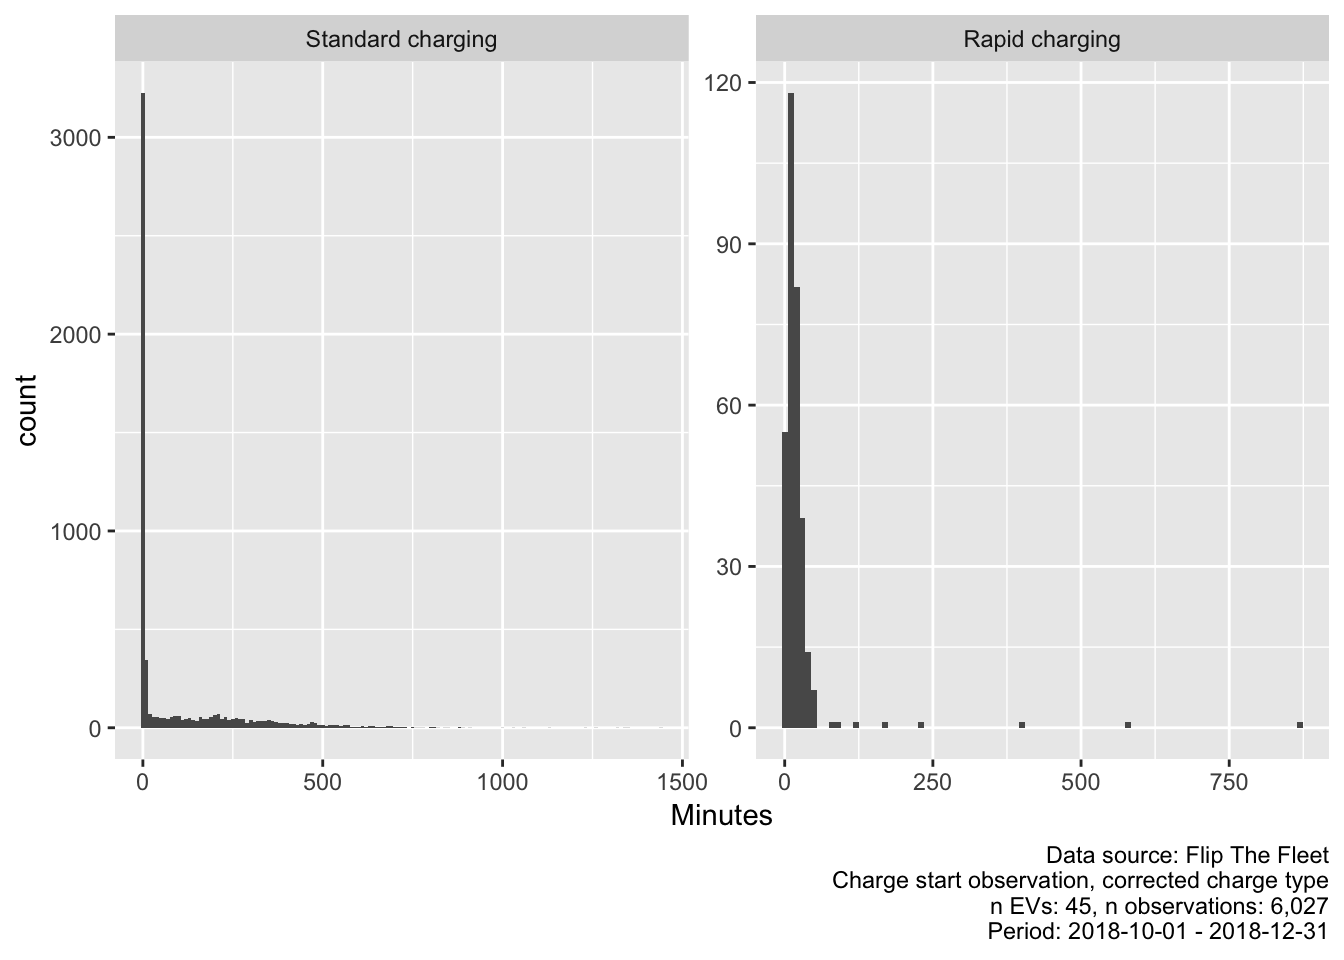 Standard charging
Rapid charging
count
3000
2000
1000
0
120
90
60
30
0
0 500 1000 1500
0 250 500 750
Minutes
Data source: Flip The Fleet
Charge start observation, corrected charge type
n EVs: 45, n observations: 6,027
Period: 2018-10-01 - 2018-12-31